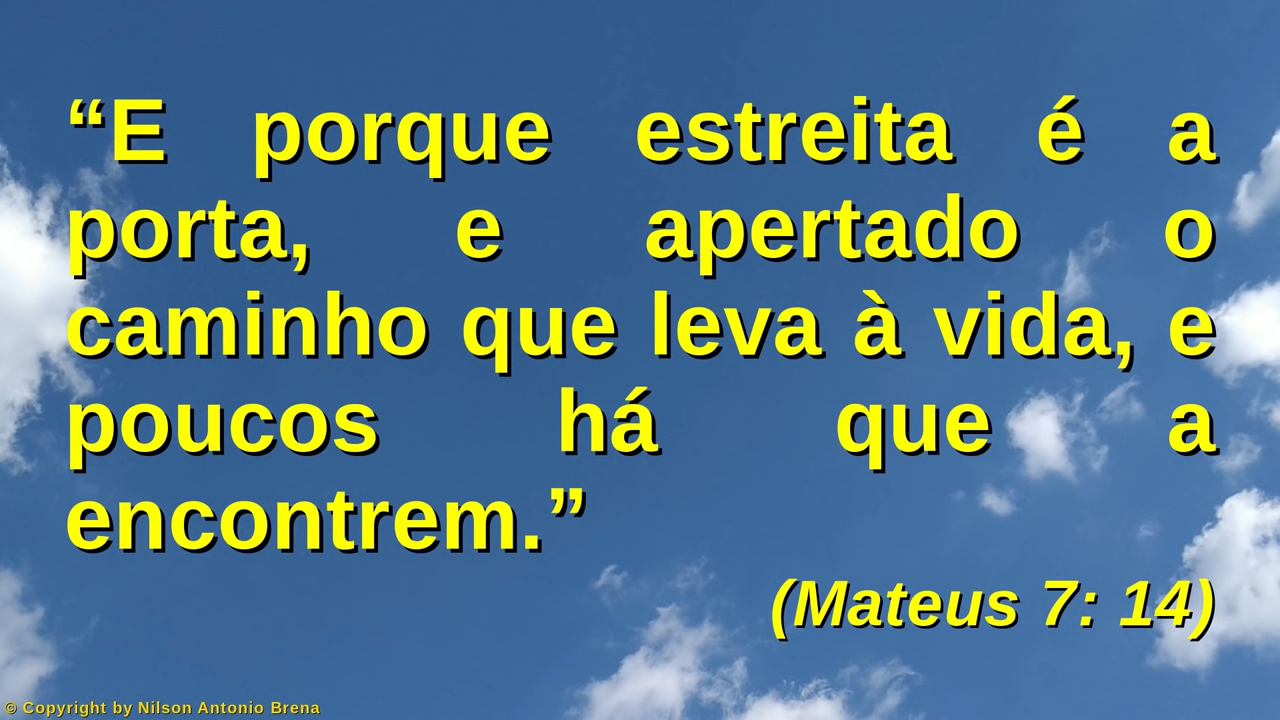 “E porque estreita é a
porta, e apertado o
caminho que leva à vida, e
poucos há que a
encontrem.”
(Mateus 7: 14)
© Copyright by Nilson Antonio Brena